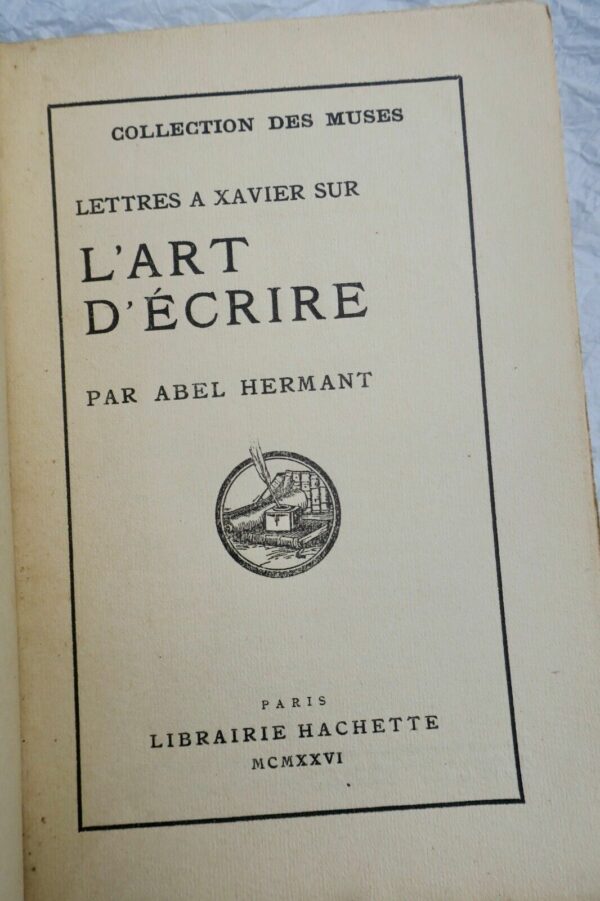 COLLECTION DES MUSES
LETTRES A XAVIER SUR
L'ART
D'ÉCRIRE
PAR ABEL HERMANT
PARIS
LIBRAIRIE HACHETTE
MCMXXVI